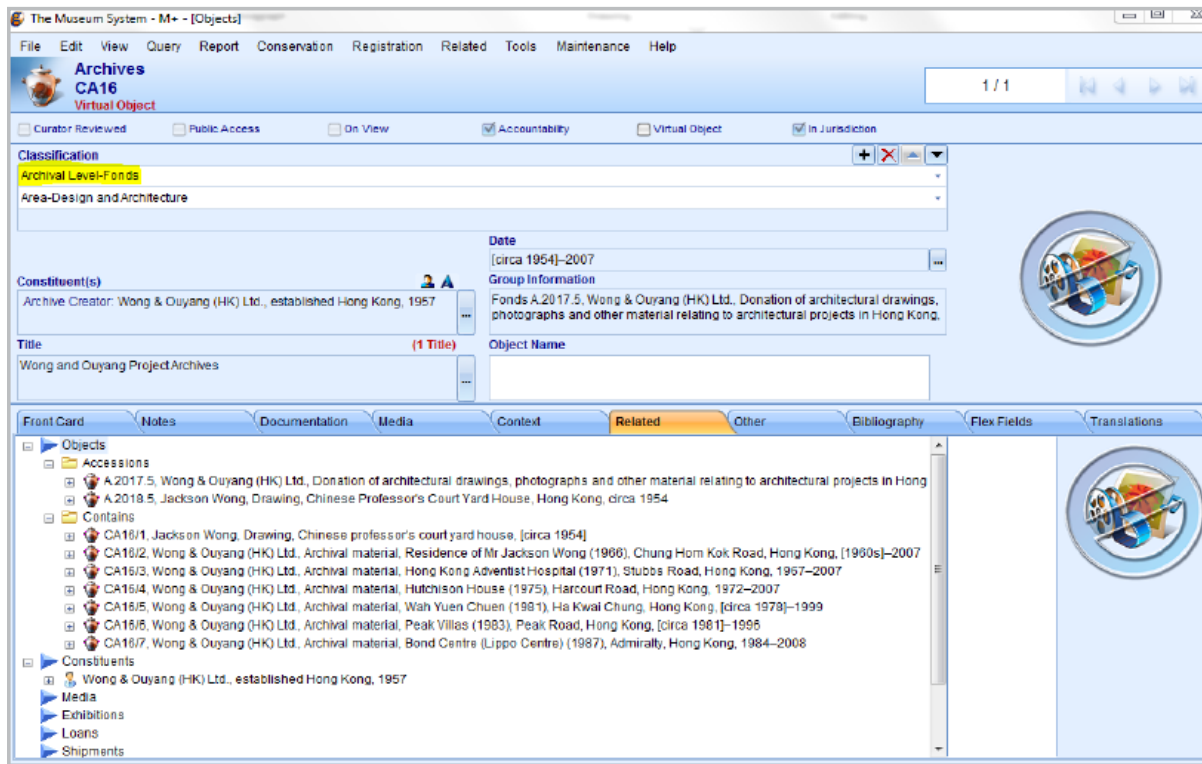 The Museum System - M+ - [Objects]
File Edit View Query Report Conservation Registration Related Tools Maintenance Help
Archives
CA16
Virtual Object
1 / 1
Curator Reviewed Public Access On View Accountability Virtual Object In Jurisdiction
Classification
Archival Level-Fonds
Area-Design and Architecture
Date
[circa 1954]–2007
Constituent(s)
Group Information
Archive Creator: Wong & Ouyang (HK) Ltd., established Hong Kong, 1957
Fonds A.2017.5, Wong & Ouyang (HK) Ltd., Donation of architectural drawings,
photographs and other material relating to architectural projects in Hong Kong,
Title (1 Title) Object Name
Wong and Ouyang Project Archives
Front Card Notes Documentation Media Context Related Other Bibliography Flex Fields Translations
Objects
Accessions
A.2017.5, Wong & Ouyang (HK) Ltd., Donation of architectural drawings, photographs and other material relating to architectural projects in Hong
A.2018.5, Jackson Wong, Drawing, Chinese Professor's Court Yard House, Hong Kong, circa 1954
Contains
CA16/1, Jackson Wong, Drawing, Chinese professor's court yard house, [circa 1954]
CA16/2, Wong & Ouyang (HK) Ltd., Archival material, Residence of Mr Jackson Wong (1966), Chung Hom Kok Road, Hong Kong, [1960s]–2007
CA16/3, Wong & Ouyang (HK) Ltd., Archival material, Hong Kong Adventist Hospital (1971), Stubbs Road, Hong Kong, 1967–2007
CA16/4, Wong & Ouyang (HK) Ltd., Archival material, Hutchison House (1975), Harcourt Road, Hong Kong, 1972–2007
CA16/5, Wong & Ouyang (HK) Ltd., Archival material, Wah Yuen Chuen (1981), Ha Kwai Chung, Hong Kong, [circa 1978]–1999
CA16/6, Wong & Ouyang (HK) Ltd., Archival material, Peak Villas (1983), Peak Road, Hong Kong, [circa 1981]–1996
CA16/7, Wong & Ouyang (HK) Ltd., Archival material, Bond Centre (Lippo Centre) (1987), Admiralty, Hong Kong, 1984–2008
Constituents
Wong & Ouyang (HK) Ltd., established Hong Kong, 1957
Media
Exhibitions
Loans
Shipments